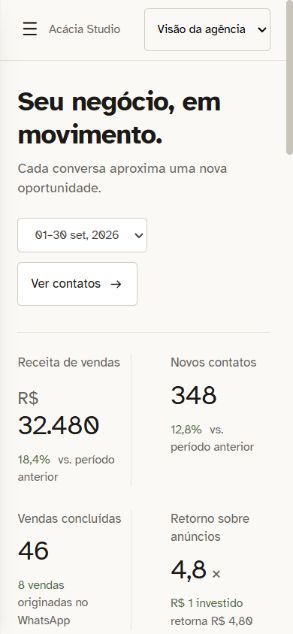 ☰ Acácia Studio
Visão da agência
Seu negócio, em
movimento.
Cada conversa aproxima uma nova
oportunidade.
01–30 set, 2026
Ver contatos →
Receita de vendas
R$
32.480
18,4% vs. período
anterior
Novos contatos
348
12,8% vs.
período anterior
Vendas concluídas
46
8 vendas
originadas no
WhatsApp
Retorno sobre
anúncios
4,8 ×
R$ 1 investido
retorna R$ 4,80